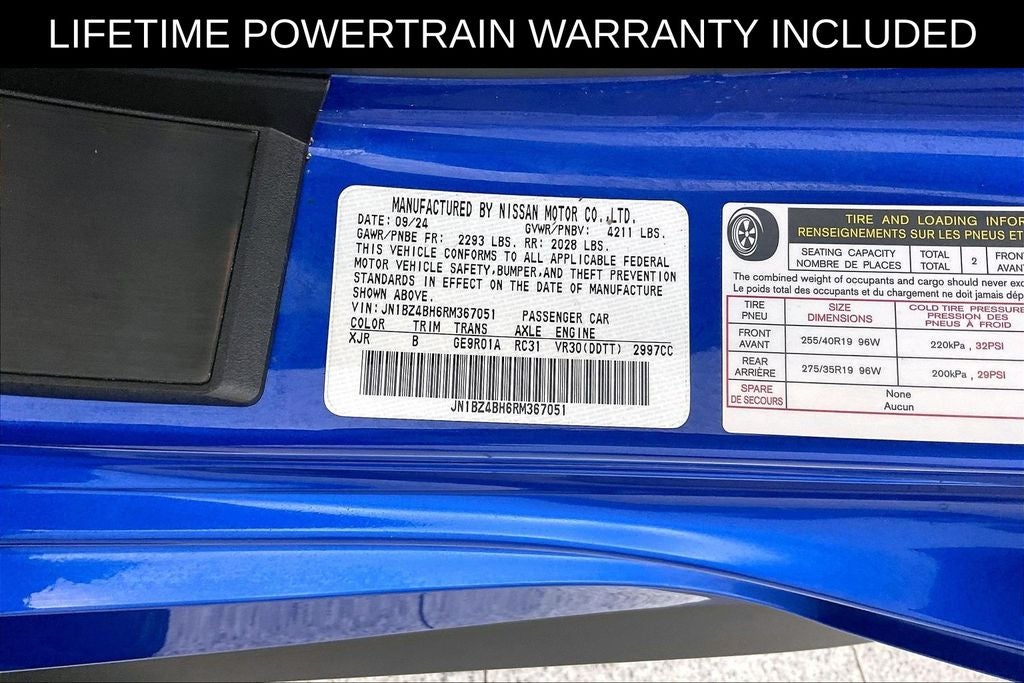 LIFETIME POWERTRAIN WARRANTY INCLUDED
MANUFACTURED BY NISSAN MOTOR CO.,LTD.
DATE: 09/24 GVWR/PNBV: 4211 LBS.
GAWR/PNBE FR: 2293 LBS. RR: 2028 LBS.
THIS VEHICLE CONFORMS TO ALL APPLICABLE FEDERAL
MOTOR VEHICLE SAFETY,BUMPER,AND THEFT PREVENTION
STANDARDS IN EFFECT ON THE DATE OF MANUFACTURE
SHOWN ABOVE.
VIN: JN1BZ4BH6RM367051 PASSENGER CAR
COLOR TRIM TRANS AXLE ENGINE
XJR B GE9R01A RC31 VR30(DDTT) 2997CC
JN1BZ4BH6RM367051
TIRE AND LOADING INFOR
RENSEIGNEMENTS SUR LES PNEUS ET
SEATING CAPACITY TOTAL 2 FRON
NOMBRE DE PLACES TOTAL AVAN
The combined weight of occupants and cargo should never exc
Le poids total des occupants et du chargement ne doit jamais dép
TIRE SIZE COLD TIRE PRESSURE
PNEU DIMENSIONS PRESSION DES
PNEUS À FROID
FRONT
AVANT 255/40R19 96W 220kPa , 32PSI
REAR
ARRIÈRE 275/35R19 96W 200kPa , 29PSI
SPARE None
DE SECOURS Aucun